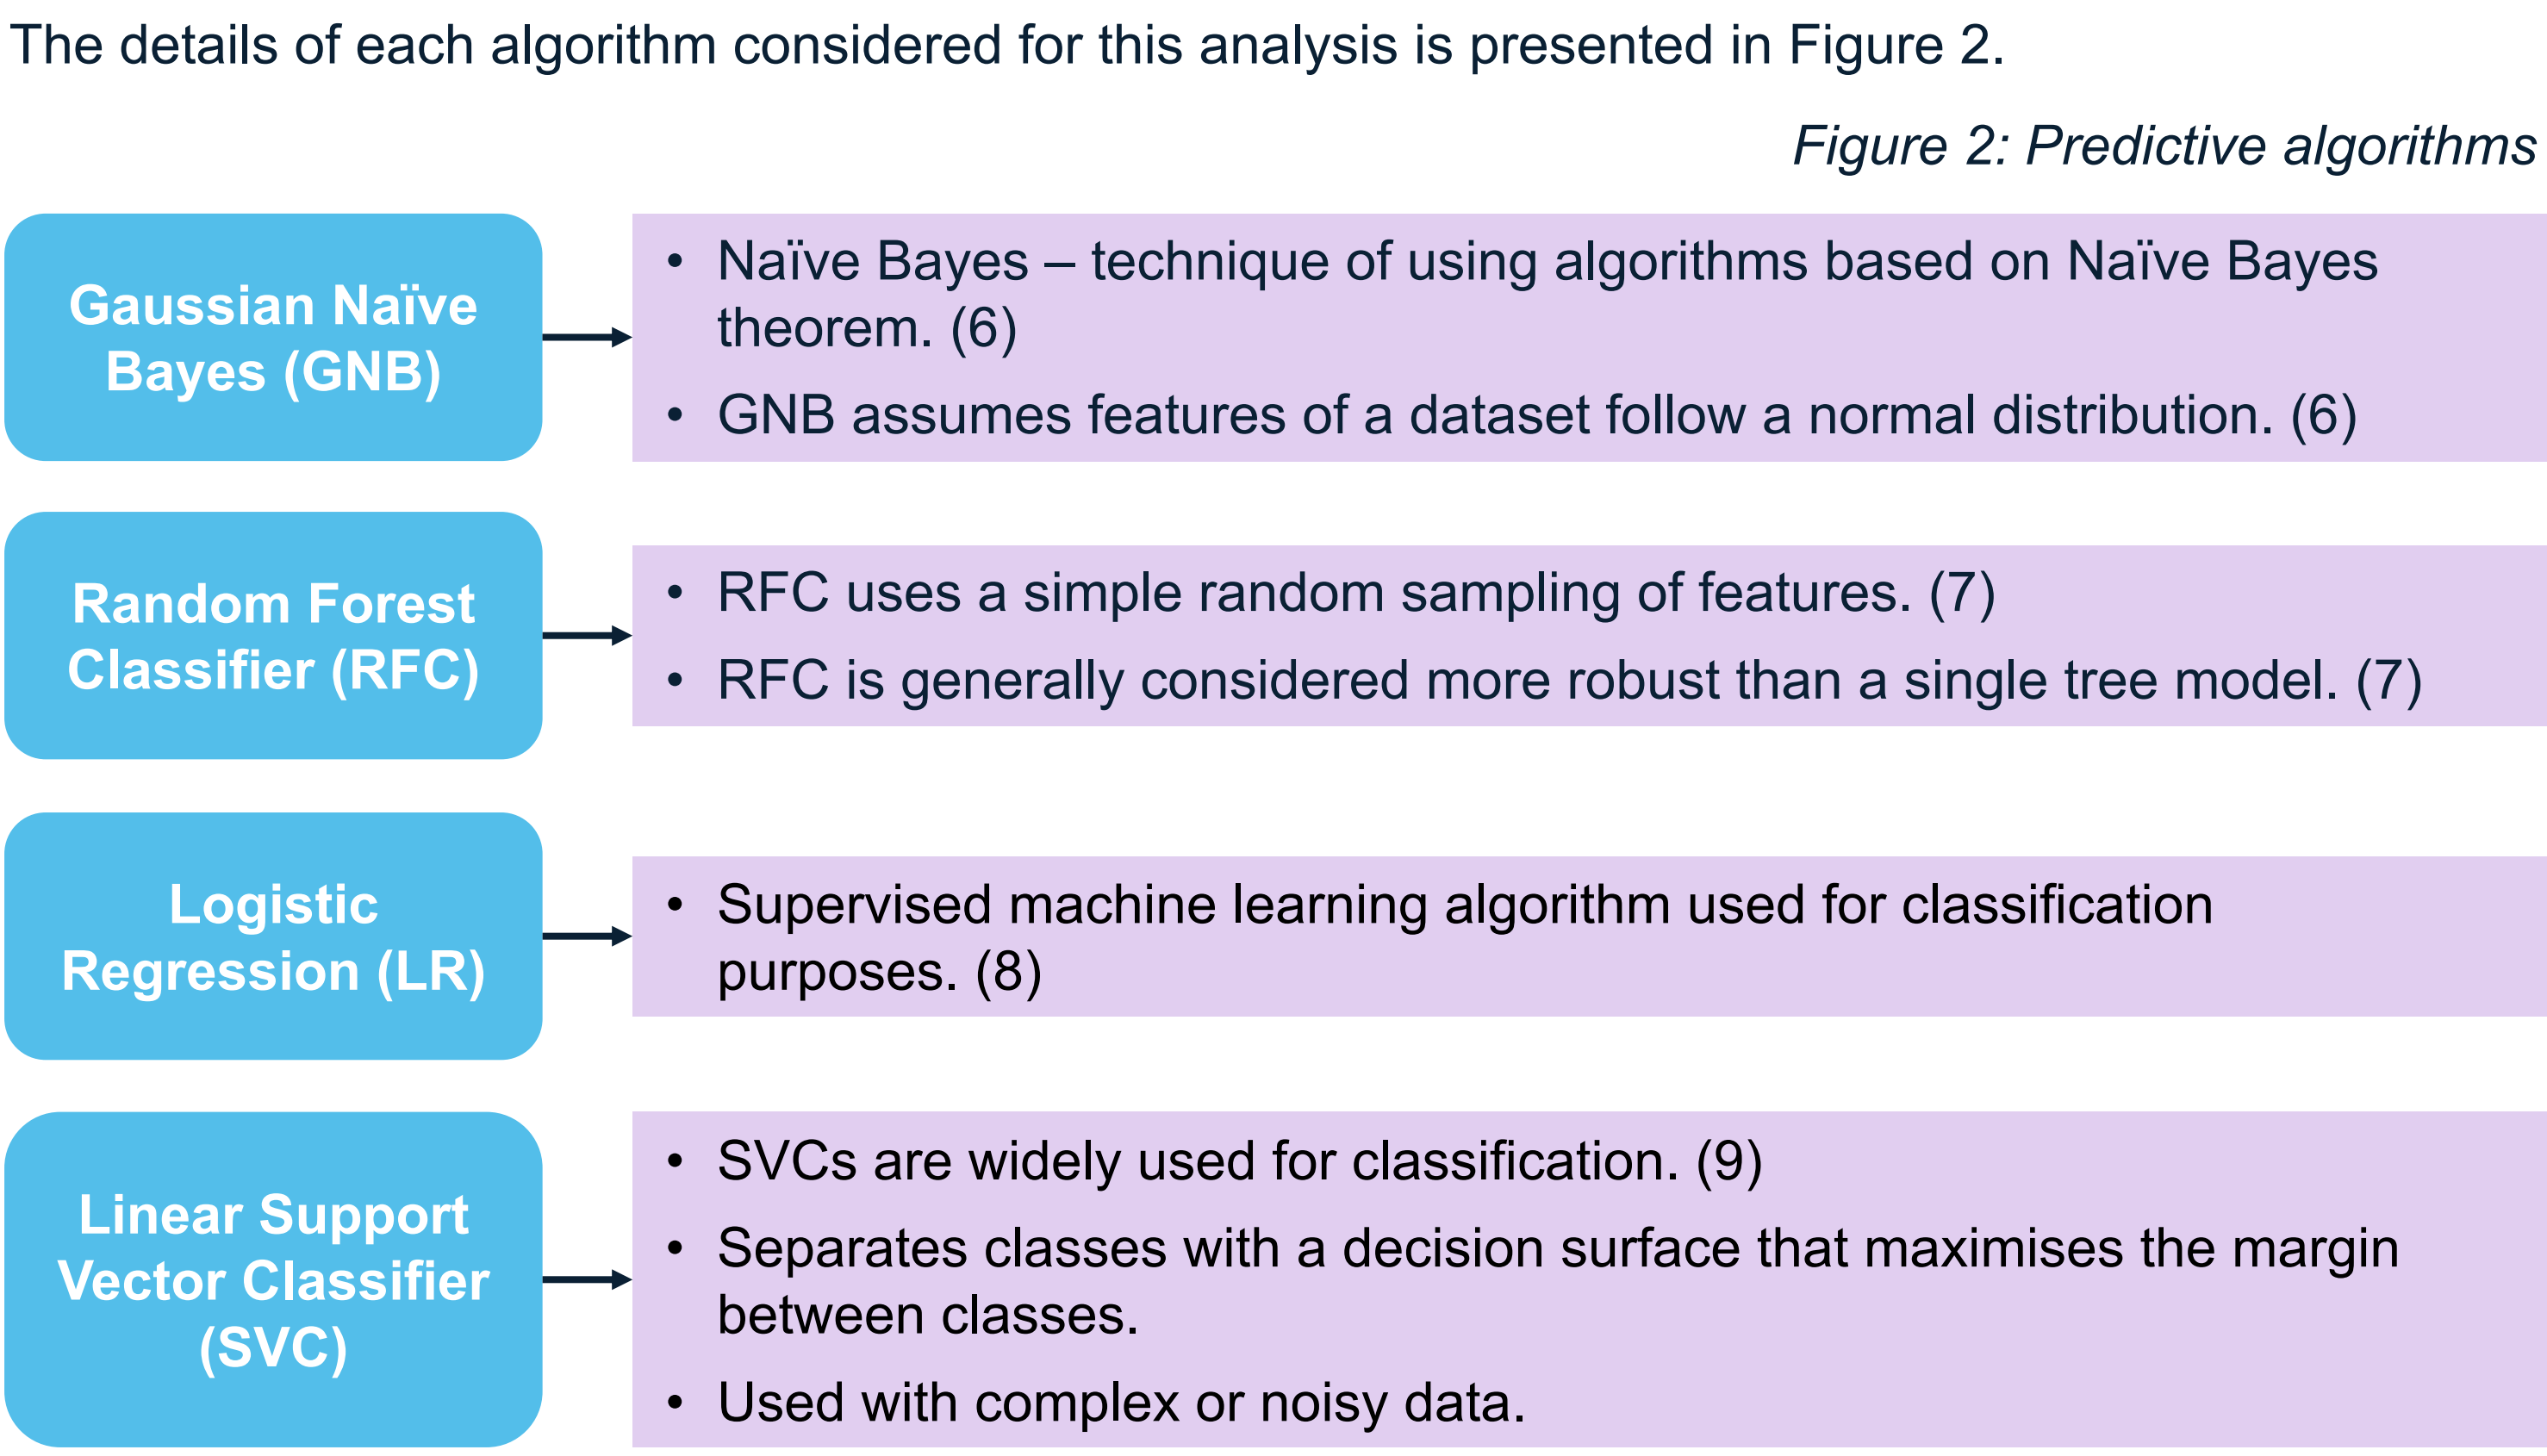 The details of each algorithm considered for this analysis is presented in Figure 2.
Figure 2: Predictive algorithms
Gaussian Naïve
Bayes (GNB)
• Naïve Bayes – technique of using algorithms based on Naïve Bayes
theorem. (6)
• GNB assumes features of a dataset follow a normal distribution. (6)
Random Forest
Classifier (RFC)
• RFC uses a simple random sampling of features. (7)
• RFC is generally considered more robust than a single tree model. (7)
Logistic
Regression (LR)
• Supervised machine learning algorithm used for classification
purposes. (8)
Linear Support
Vector Classifier
(SVC)
• SVCs are widely used for classification. (9)
• Separates classes with a decision surface that maximises the margin
between classes.
• Used with complex or noisy data.